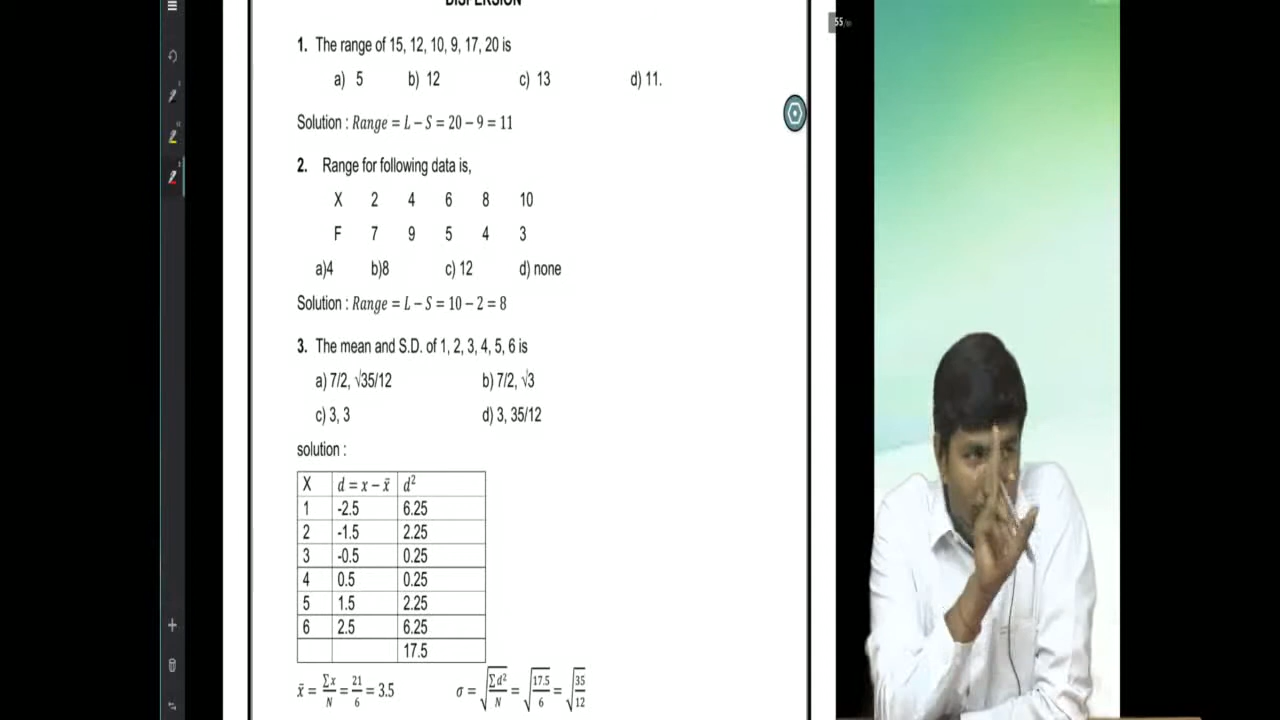 DISPERSION
55/80
1. The range of 15, 12, 10, 9, 17, 20 is
a) 5 b) 12 c) 13 d) 11.
Solution : Range = L − S = 20 − 9 = 11
2. Range for following data is,
X 2 4 6 8 10
F 7 9 5 4 3
a)4 b)8 c) 12 d) none
Solution : Range = L − S = 10 − 2 = 8
3. The mean and S.D. of 1, 2, 3, 4, 5, 6 is
a) 7/2, √35/12 b) 7/2, √3
c) 3, 3 d) 3, 35/12
solution :
X d = x − x̄ d²
1 -2.5 6.25
2 -1.5 2.25
3 -0.5 0.25
4 0.5 0.25
5 1.5 2.25
6 2.5 6.25
17.5
x̄ = ∑x/N = 21/6 = 3.5 σ = √(∑d²/N) = √(17.5/6) = √(35/12)